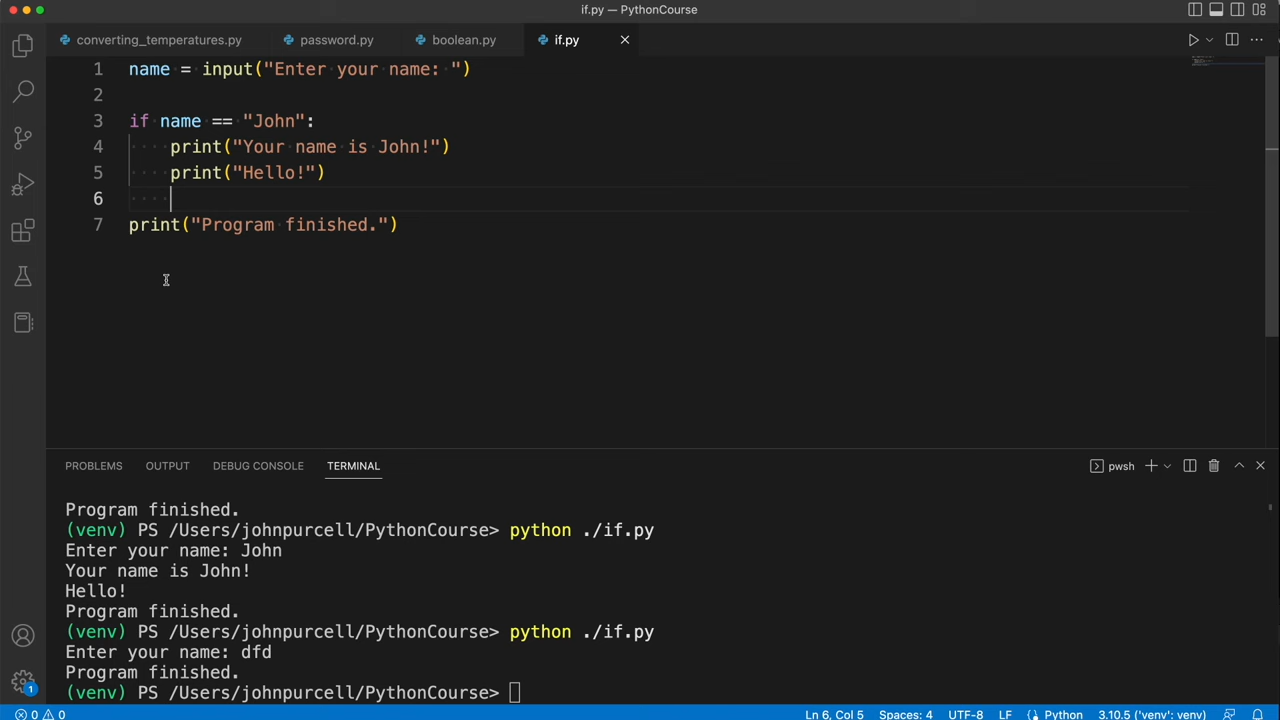 if.py — PythonCourse
converting_temperatures.py password.py boolean.py if.py
1 name = input("Enter your name: ")
2
3 if name == "John":
4 print("Your name is John!")
5 print("Hello!")
6
7 print("Program finished.")
PROBLEMS OUTPUT DEBUG CONSOLE TERMINAL pwsh
Program finished.
(venv) PS /Users/johnpurcell/PythonCourse> python ./if.py
Enter your name: John
Your name is John!
Hello!
Program finished.
(venv) PS /Users/johnpurcell/PythonCourse> python ./if.py
Enter your name: dfd
Program finished.
(venv) PS /Users/johnpurcell/PythonCourse>
1
0 0 Ln 6, Col 5 Spaces: 4 UTF-8 LF Python 3.10.5 ('venv': venv)